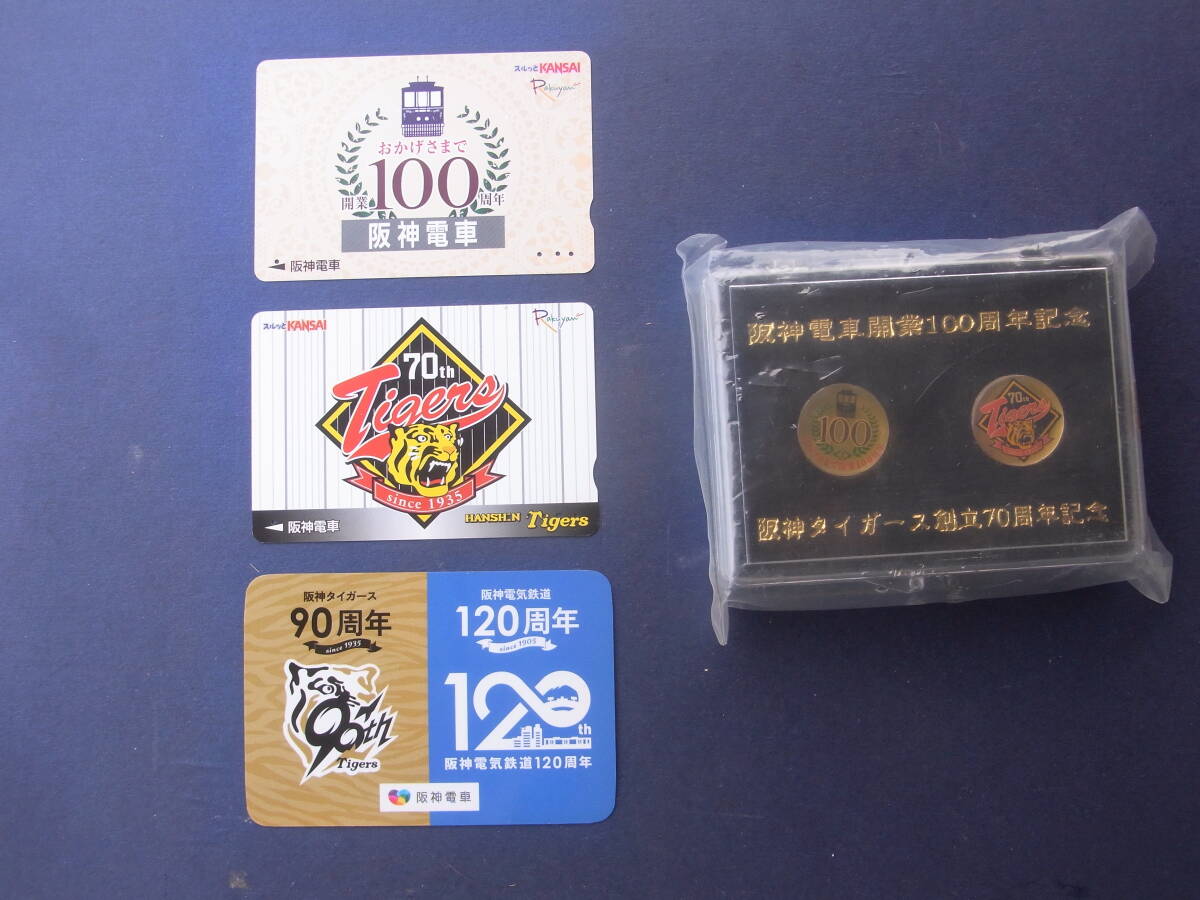 スルッとKANSAI
Rakuyan
おかげさまで
開業100周年
阪神電車
阪神電車
スルッとKANSAI
Rakuyan
70th
Tigers
since 1935
阪神電車
HANSHIN Tigers
阪神タイガース
90周年
since 1935
90th
Tigers
阪神電気鉄道
120周年
since 1905
120th
阪神電気鉄道120周年
阪神電車
阪神電車開業100周年記念
100
70th
Tigers
阪神タイガース創立70周年記念